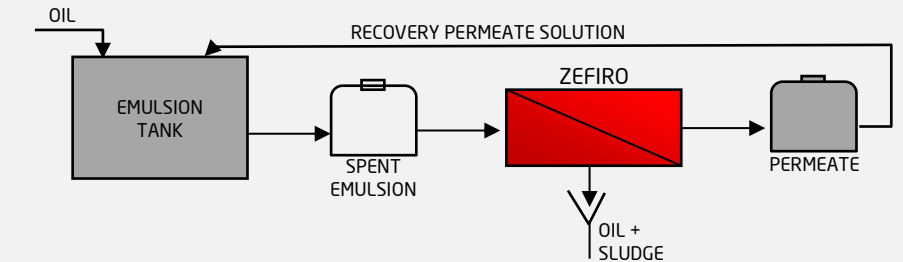 OIL
RECOVERY PERMEATE SOLUTION
ZEFIRO
EMULSION
TANK
SPENT
EMULSION
PERMEATE
OIL +
SLUDGE